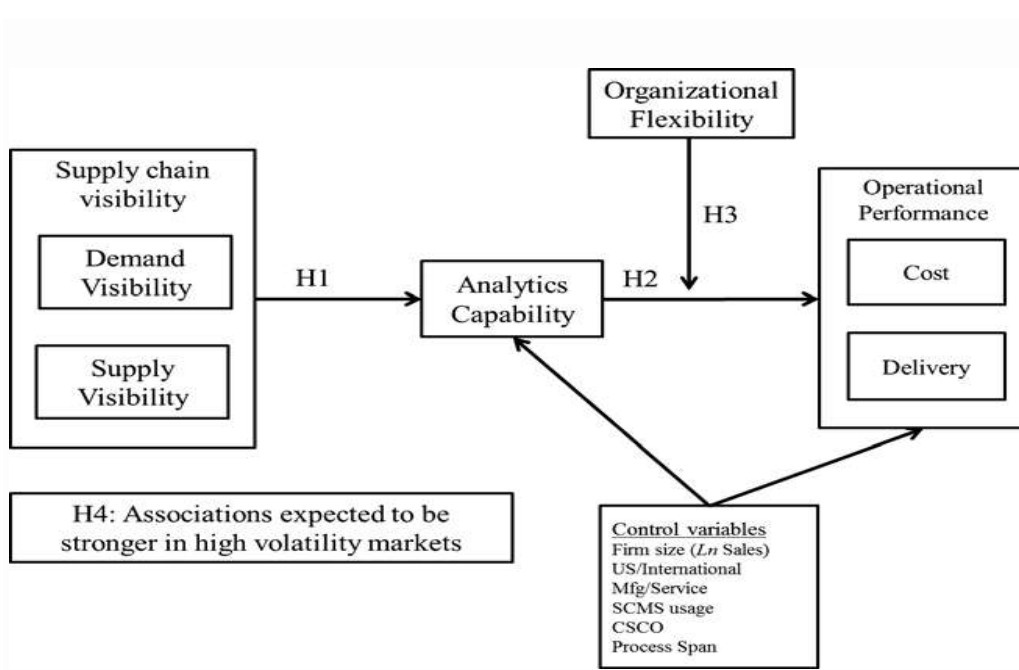 Organizational
Flexibility
Supply chain
visibility
Demand
Visibility
Supply
Visibility
H1
Analytics
Capability
H2
H3
Operational
Performance
Cost
Delivery
H4: Associations expected to be
stronger in high volatility markets
Control variables
Firm size (Ln Sales)
US/International
Mfg/Service
SCMS usage
CSCO
Process Span